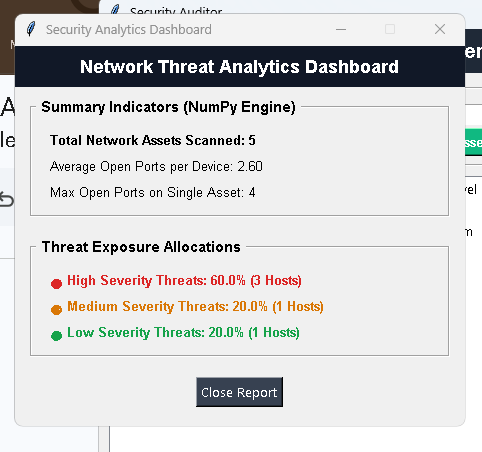 Security Auditor
Security Analytics Dashboard
Network Threat Analytics Dashboard
Summary Indicators (NumPy Engine)
Total Network Assets Scanned: 5
Average Open Ports per Device: 2.60
Max Open Ports on Single Asset: 4
Threat Exposure Allocations
High Severity Threats: 60.0% (3 Hosts)
Medium Severity Threats: 20.0% (1 Hosts)
Low Severity Threats: 20.0% (1 Hosts)
Close Report